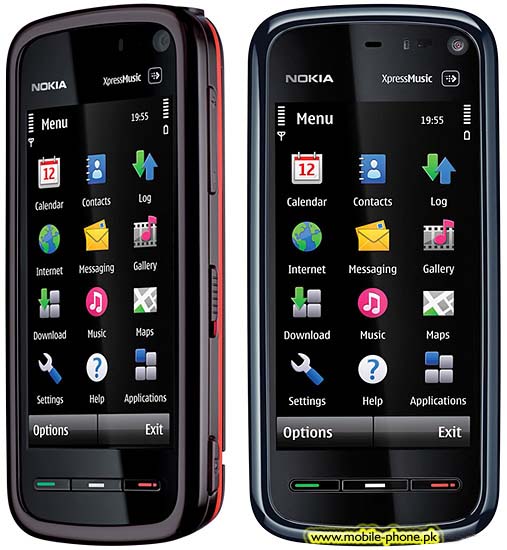 NOKIA XpressMusic
Menu 19:55
12
Calendar Contacts Log
Internet Messaging Gallery
Download Music Maps
Settings Help Applications
Options Exit
NOKIA XpressMusic
Menu 19:55
12
Calendar Contacts Log
Internet Messaging Gallery
Download Music Maps
Settings Help Applications
Options Exit
www.mobile-phone.pk